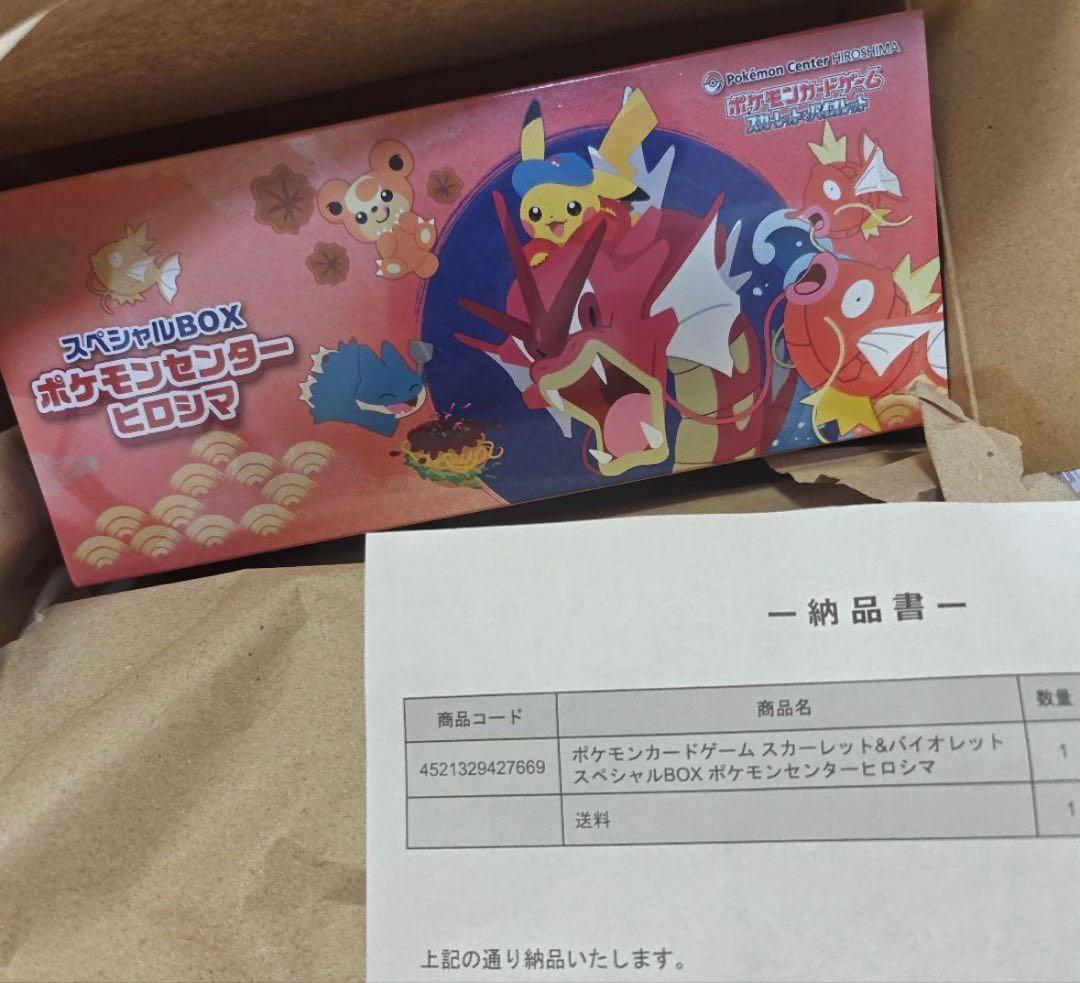 Pokémon Center HIROSHIMA
ポケモンカードゲーム
スカーレット&バイオレット
スペシャルBOX
ポケモンセンター
ヒロシマ
ー納品書ー
商品コード 商品名 数量
4521329427669 ポケモンカードゲーム スカーレット&バイオレット 1
スペシャルBOX ポケモンセンターヒロシマ
送料 1
上記の通り納品いたします。